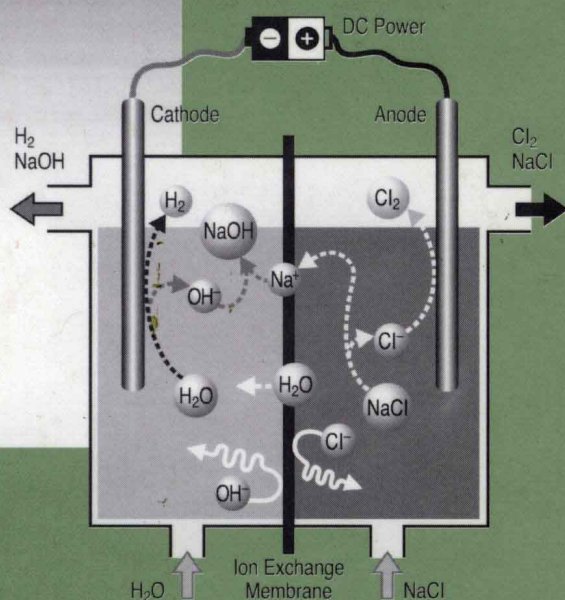 DC Power
− +
Cathode
Anode
H₂
NaOH
Cl₂
NaCl
H₂
Cl₂
NaOH
Na⁺
OH⁻
Cl⁻
H₂O
H₂O
NaCl
Cl⁻
OH⁻
Ion Exchange
Membrane
H₂O
NaCl